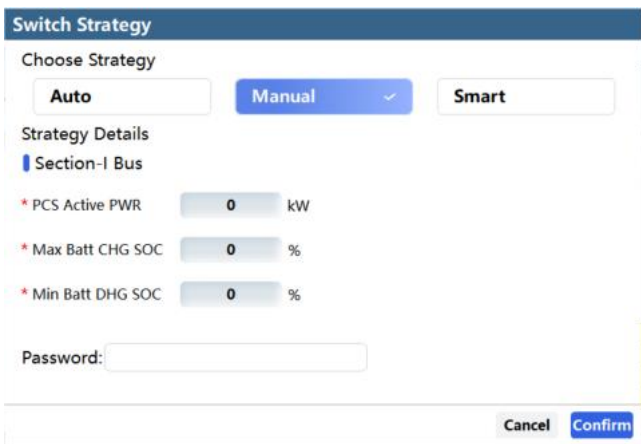 Switch Strategy
Choose Strategy
Auto Manual Smart
Strategy Details
Section-I Bus
* PCS Active PWR 0 kW
* Max Batt CHG SOC 0 %
* Min Batt DHG SOC 0 %
Password:
Cancel Confirm